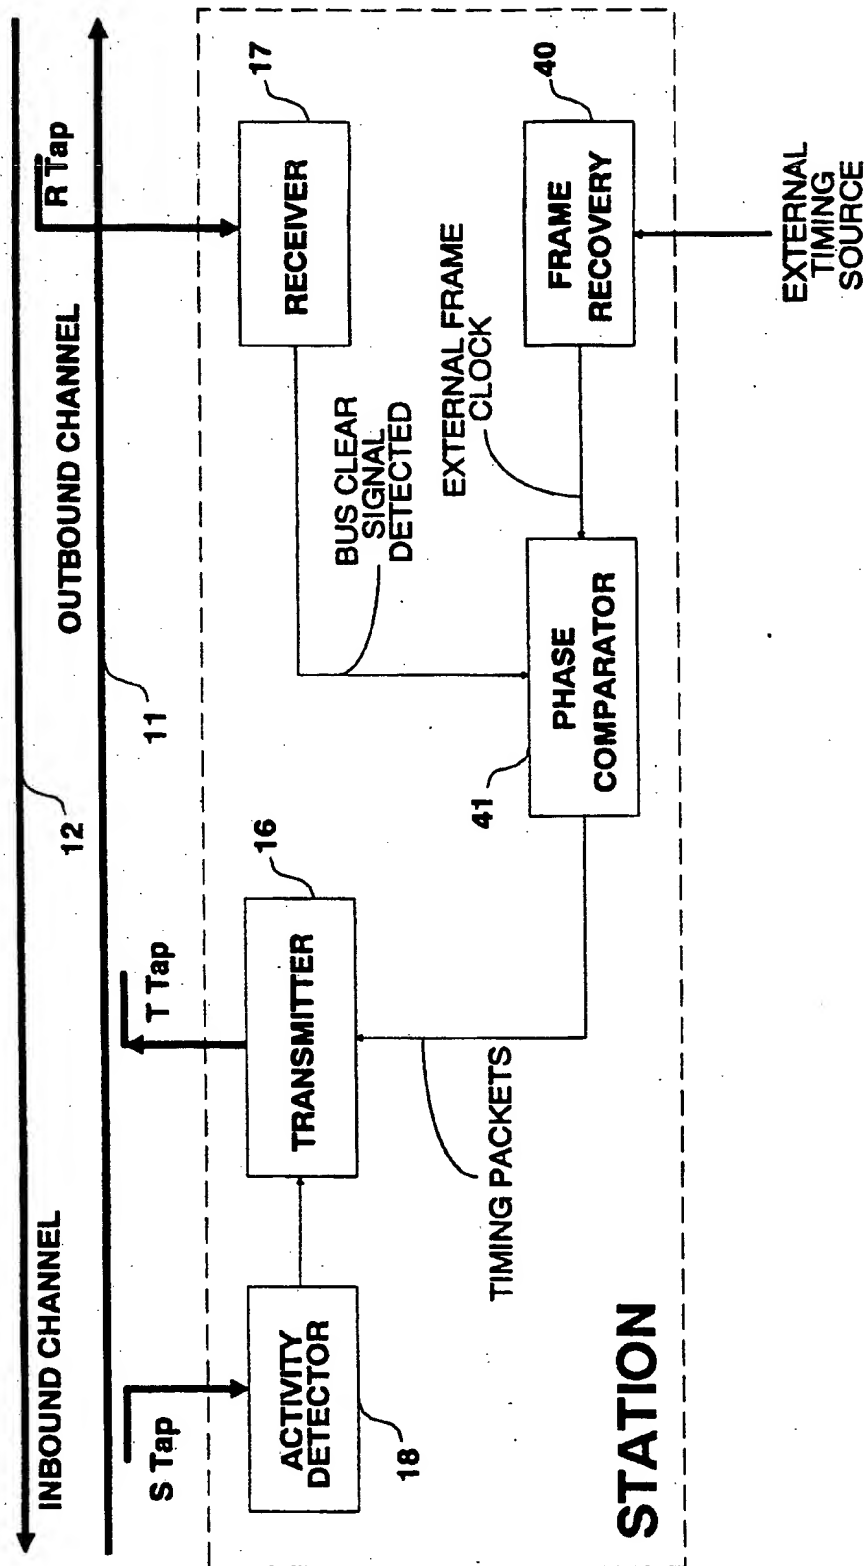 INBOUND CHANNEL
12
OUTBOUND CHANNEL
11
S Tap
T Tap
R Tap
ACTIVITY
DETECTOR
18
TRANSMITTER
16
RECEIVER
17
BUS CLEAR
SIGNAL
DETECTED
EXTERNAL FRAME
CLOCK
TIMING PACKETS
41
PHASE
COMPARATOR
FRAME
RECOVERY
40
STATION
EXTERNAL
TIMING
SOURCE